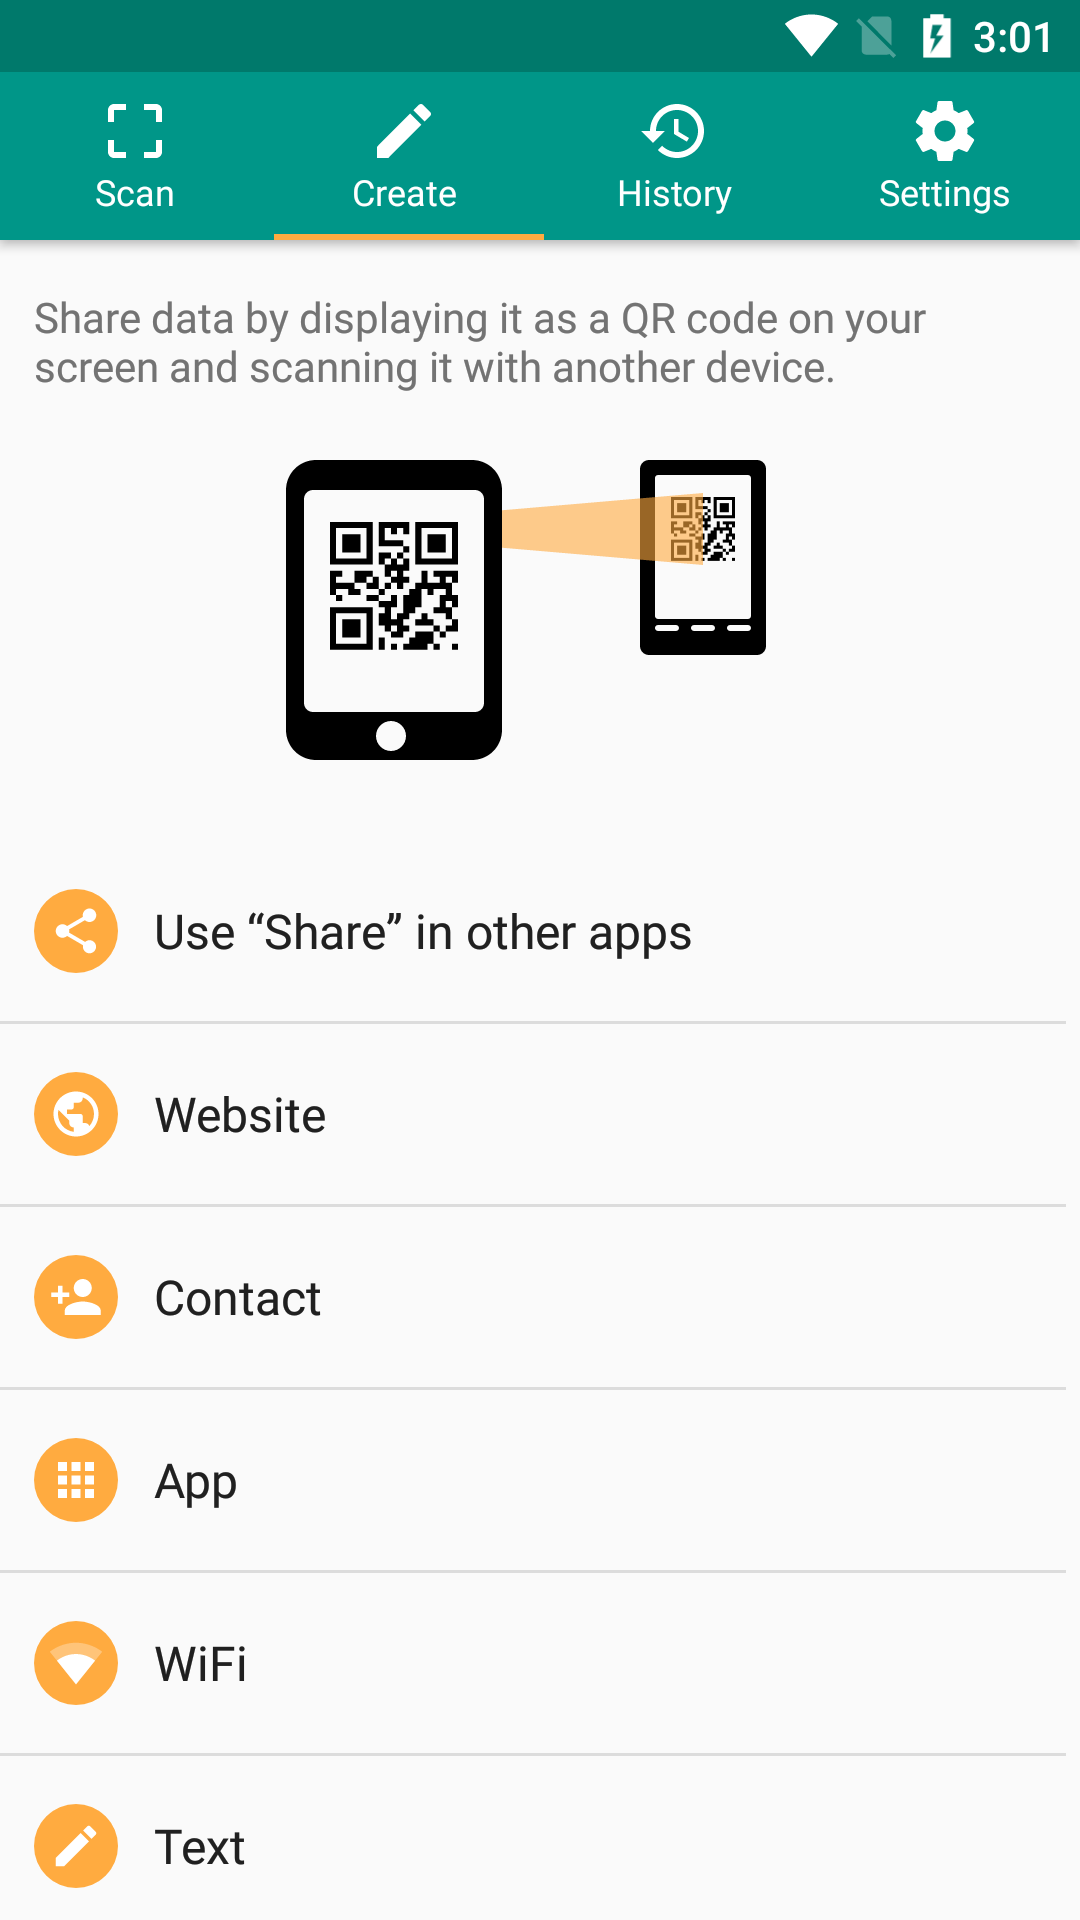 3:01
Scan
Create
History
Settings
Share data by displaying it as a QR code on your
screen and scanning it with another device.
Use “Share” in other apps
Website
Contact
App
WiFi
Text